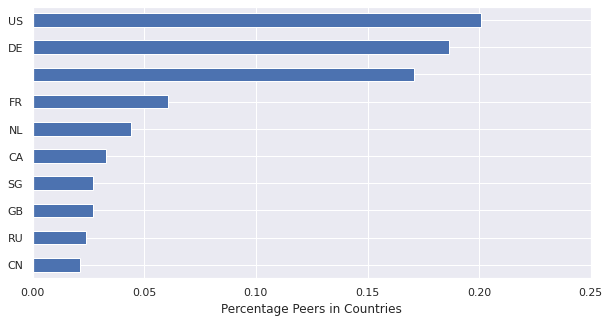 US
DE
FR
NL
CA
SG
GB
RU
CN
0.00 0.05 0.10 0.15 0.20 0.25
Percentage Peers in Countries